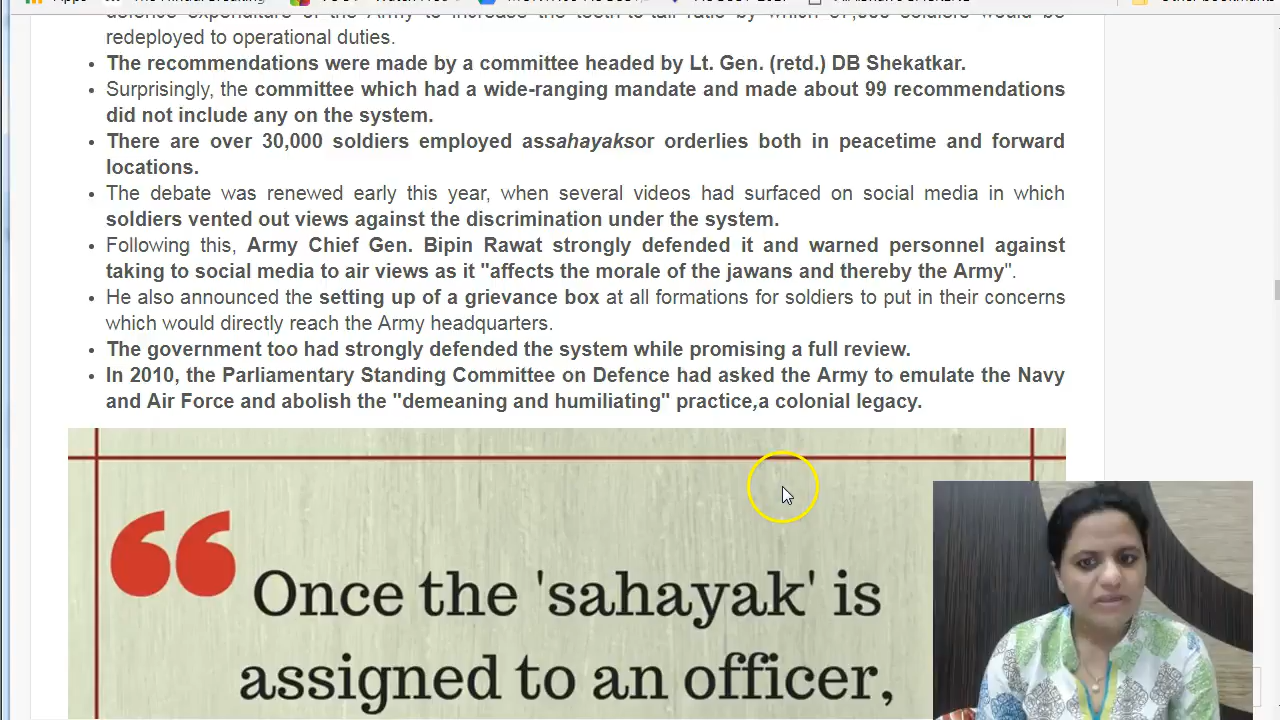 redeployed to operational duties.
The recommendations were made by a committee headed by Lt. Gen. (retd.) DB Shekatkar.
Surprisingly, the committee which had a wide-ranging mandate and made about 99 recommendations
did not include any on the system.
There are over 30,000 soldiers employed assahayaksor orderlies both in peacetime and forward
locations.
The debate was renewed early this year, when several videos had surfaced on social media in which
soldiers vented out views against the discrimination under the system.
Following this, Army Chief Gen. Bipin Rawat strongly defended it and warned personnel against
taking to social media to air views as it "affects the morale of the jawans and thereby the Army".
He also announced the setting up of a grievance box at all formations for soldiers to put in their concerns
which would directly reach the Army headquarters.
The government too had strongly defended the system while promising a full review.
In 2010, the Parliamentary Standing Committee on Defence had asked the Army to emulate the Navy
and Air Force and abolish the "demeaning and humiliating" practice,a colonial legacy.
“ Once the 'sahayak' is
assigned to an officer,